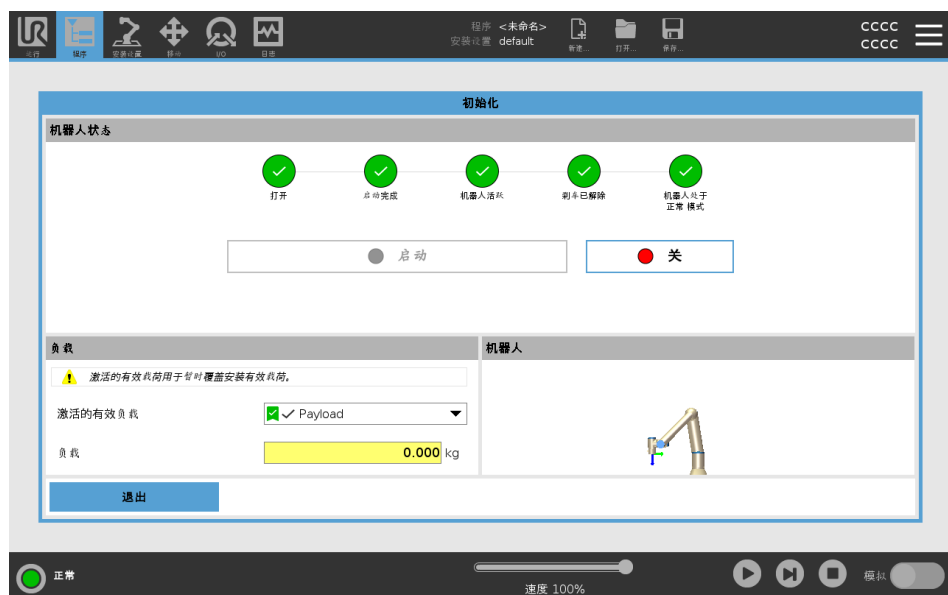 程序 <未命名>
安装设置 default
新建...
打开...
保存...
CCCC
CCCC
运行
程序
安装设置
移动
I/O
日志
初始化
机器人状态
打开
启动完成
机器人活跃
刹车已解除
机器人处于
正常 模式
启动
关
负载
激活的有效载荷用于暂时覆盖安装有效载荷。
激活的有效负载
Payload
负载
0.000 kg
机器人
退出
正常
速度 100%
模拟